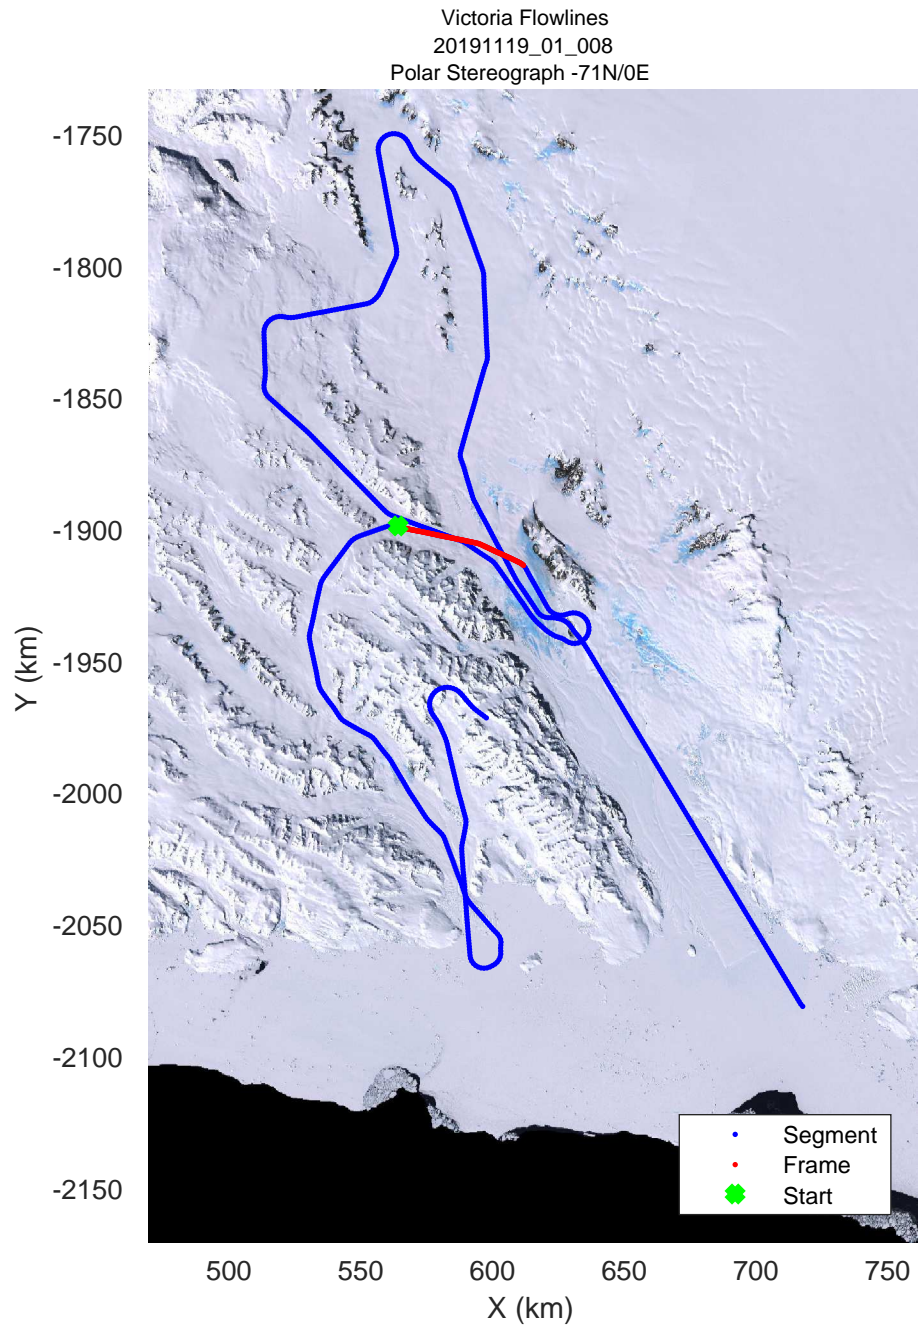 Victoria Flowlines
20191119_01_008
Polar Stereograph -71N/0E
-1750
-1800
-1850
-1900
-1950
-2000
-2050
-2100
-2150
Y (km)
Segment
Frame
Start
500 550 600 650 700 750
X (km)